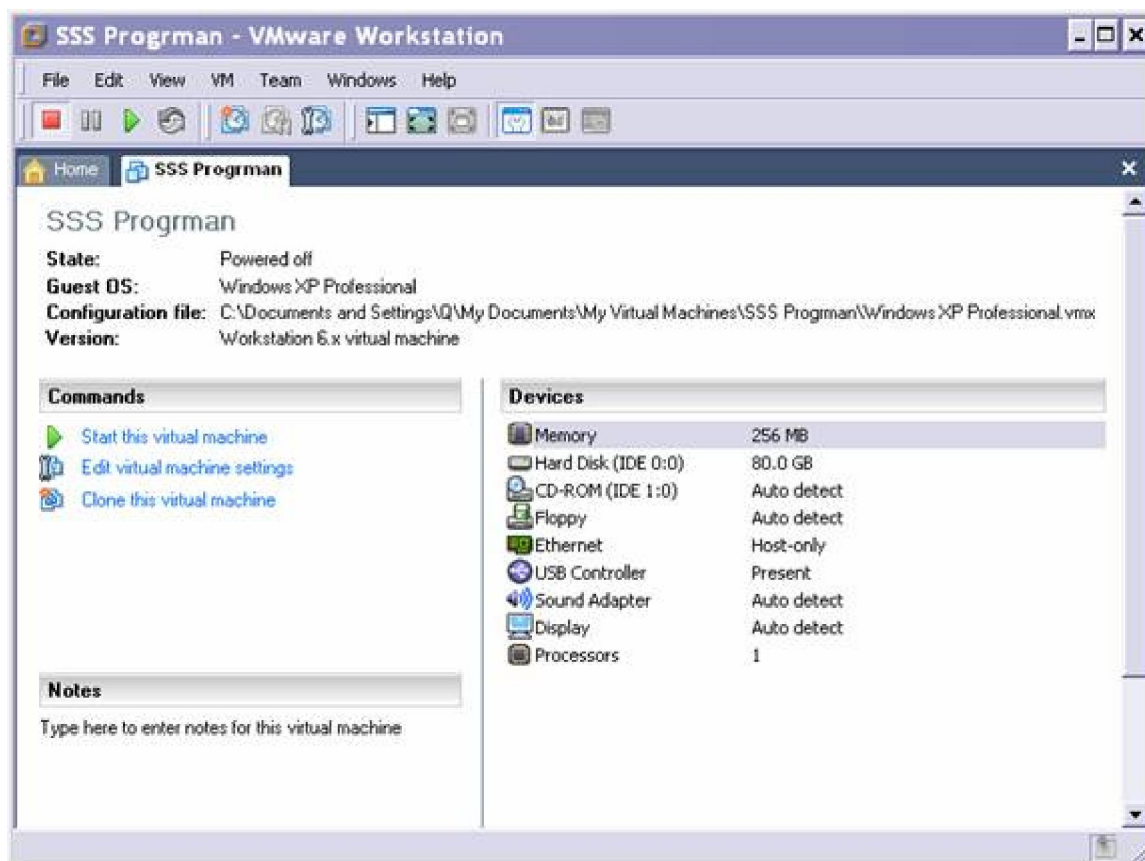 SSS Progrman - VMware Workstation
File Edit View VM Team Windows Help
Home SSS Progrman
SSS Progrman
State: Powered off
Guest OS: Windows XP Professional
Configuration file: C:\Documents and Settings\Q\My Documents\My Virtual Machines\SSS Progrman\Windows XP Professional.vmx
Version: Workstation 6.x virtual machine
Commands
Start this virtual machine
Edit virtual machine settings
Clone this virtual machine
Notes
Type here to enter notes for this virtual machine
Devices
Memory 256 MB
Hard Disk (IDE 0:0) 80.0 GB
CD-ROM (IDE 1:0) Auto detect
Floppy Auto detect
Ethernet Host-only
USB Controller Present
Sound Adapter Auto detect
Display Auto detect
Processors 1